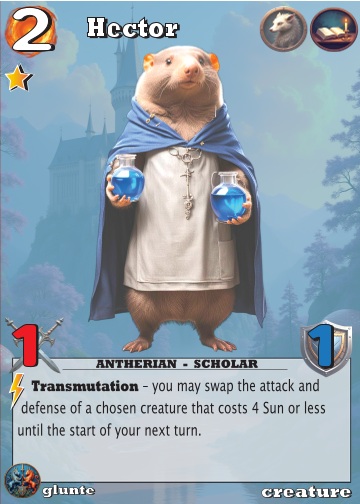 2
Hector
1
1
ANTHERIAN - SCHOLAR
Transmutation – you may swap the attack and
defense of a chosen creature that costs 4 Sun or less
until the start of your next turn.
glunte
creature